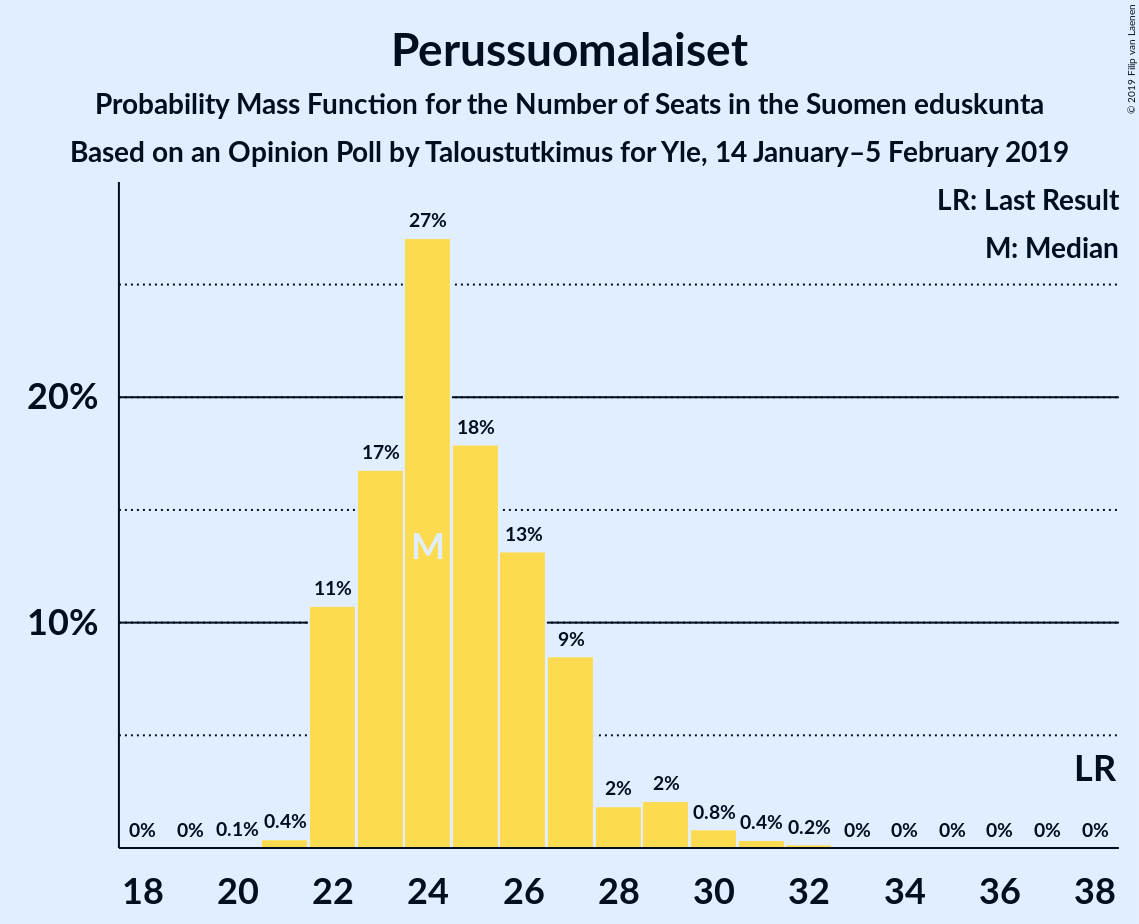 Perussuomalaiset
Probability Mass Function for the Number of Seats in the Suomen eduskunta
Based on an Opinion Poll by Taloustutkimus for Yle, 14 January–5 February 2019
© 2019 Filip van Laenen
LR: Last Result
M: Median
27%
20%
18%
17%
13%
M
11%
10%
9%
LR
2%
2%
0.8%
0.4%
0.4%
0.2%
0.1%
0% 0% 0% 0% 0% 0% 0% 0%
18 20 22 24 26 28 30 32 34 36 38